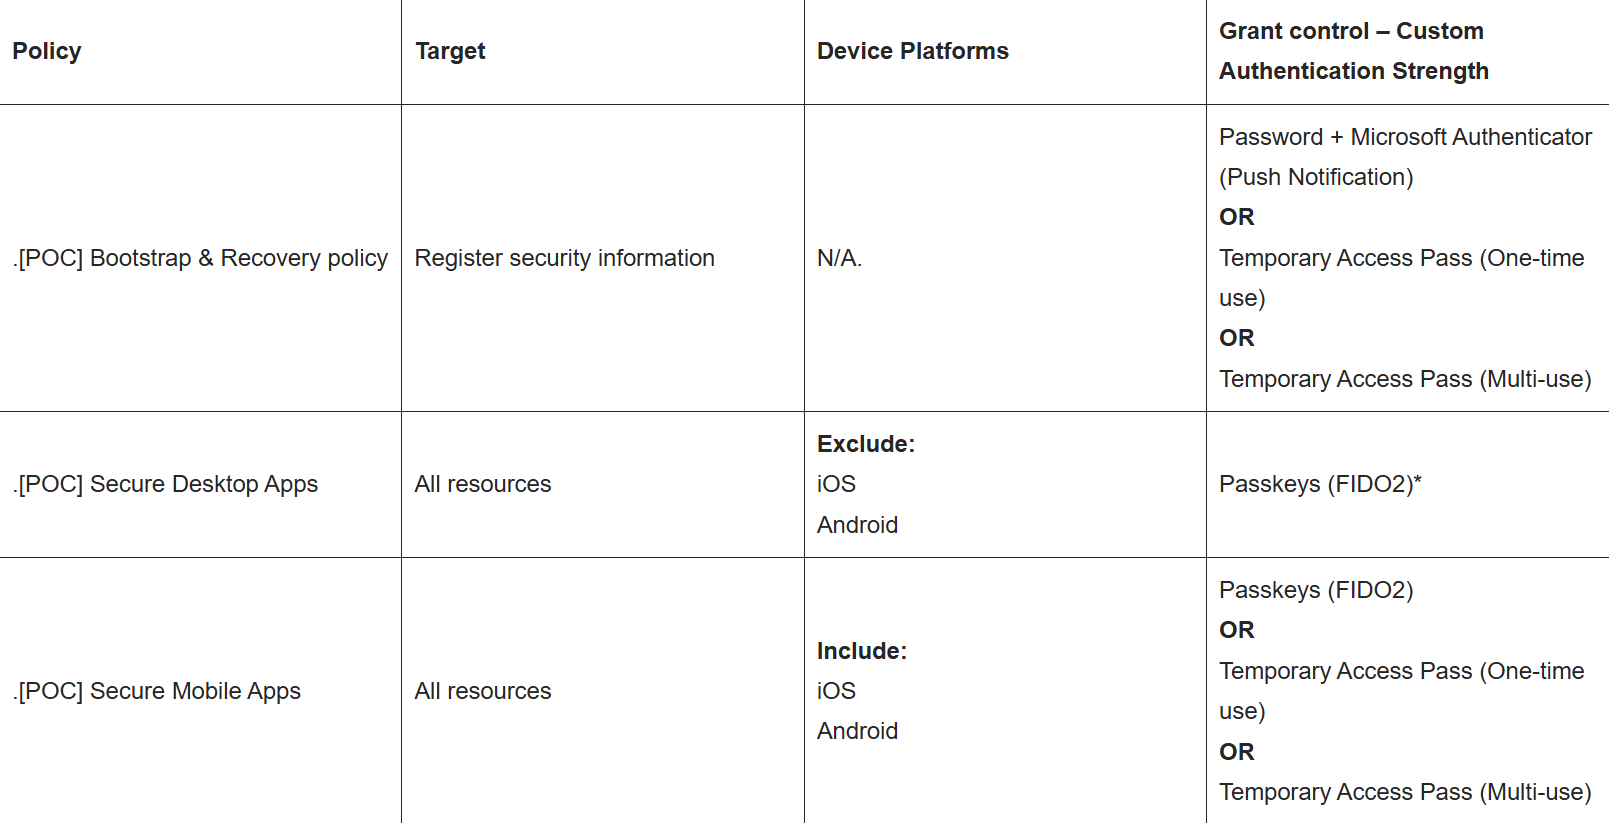 Policy
Target
Device Platforms
Grant control – Custom
Authentication Strength
.[POC] Bootstrap & Recovery policy
Register security information
N/A.
Password + Microsoft Authenticator
(Push Notification)
OR
Temporary Access Pass (One-time
use)
OR
Temporary Access Pass (Multi-use)
.[POC] Secure Desktop Apps
All resources
Exclude:
iOS
Android
Passkeys (FIDO2)*
.[POC] Secure Mobile Apps
All resources
Include:
iOS
Android
Passkeys (FIDO2)
OR
Temporary Access Pass (One-time
use)
OR
Temporary Access Pass (Multi-use)